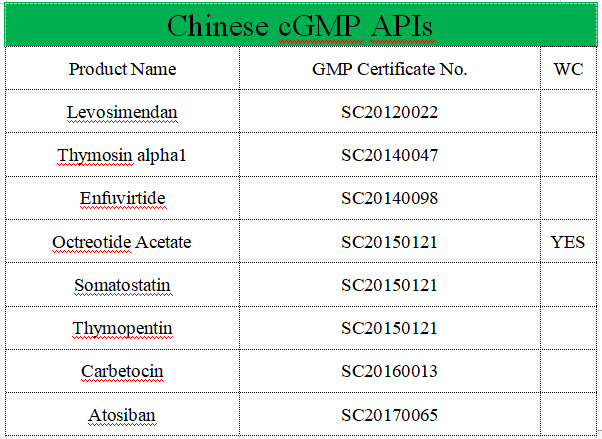 Chinese cGMP APIs
Product Name GMP Certificate No. WC
Levosimendan SC20120022
Thymosin alpha1 SC20140047
Enfuvirtide SC20140098
Octreotide Acetate SC20150121 YES
Somatostatin SC20150121
Thymopentin SC20150121
Carbetocin SC20160013
Atosiban SC20170065